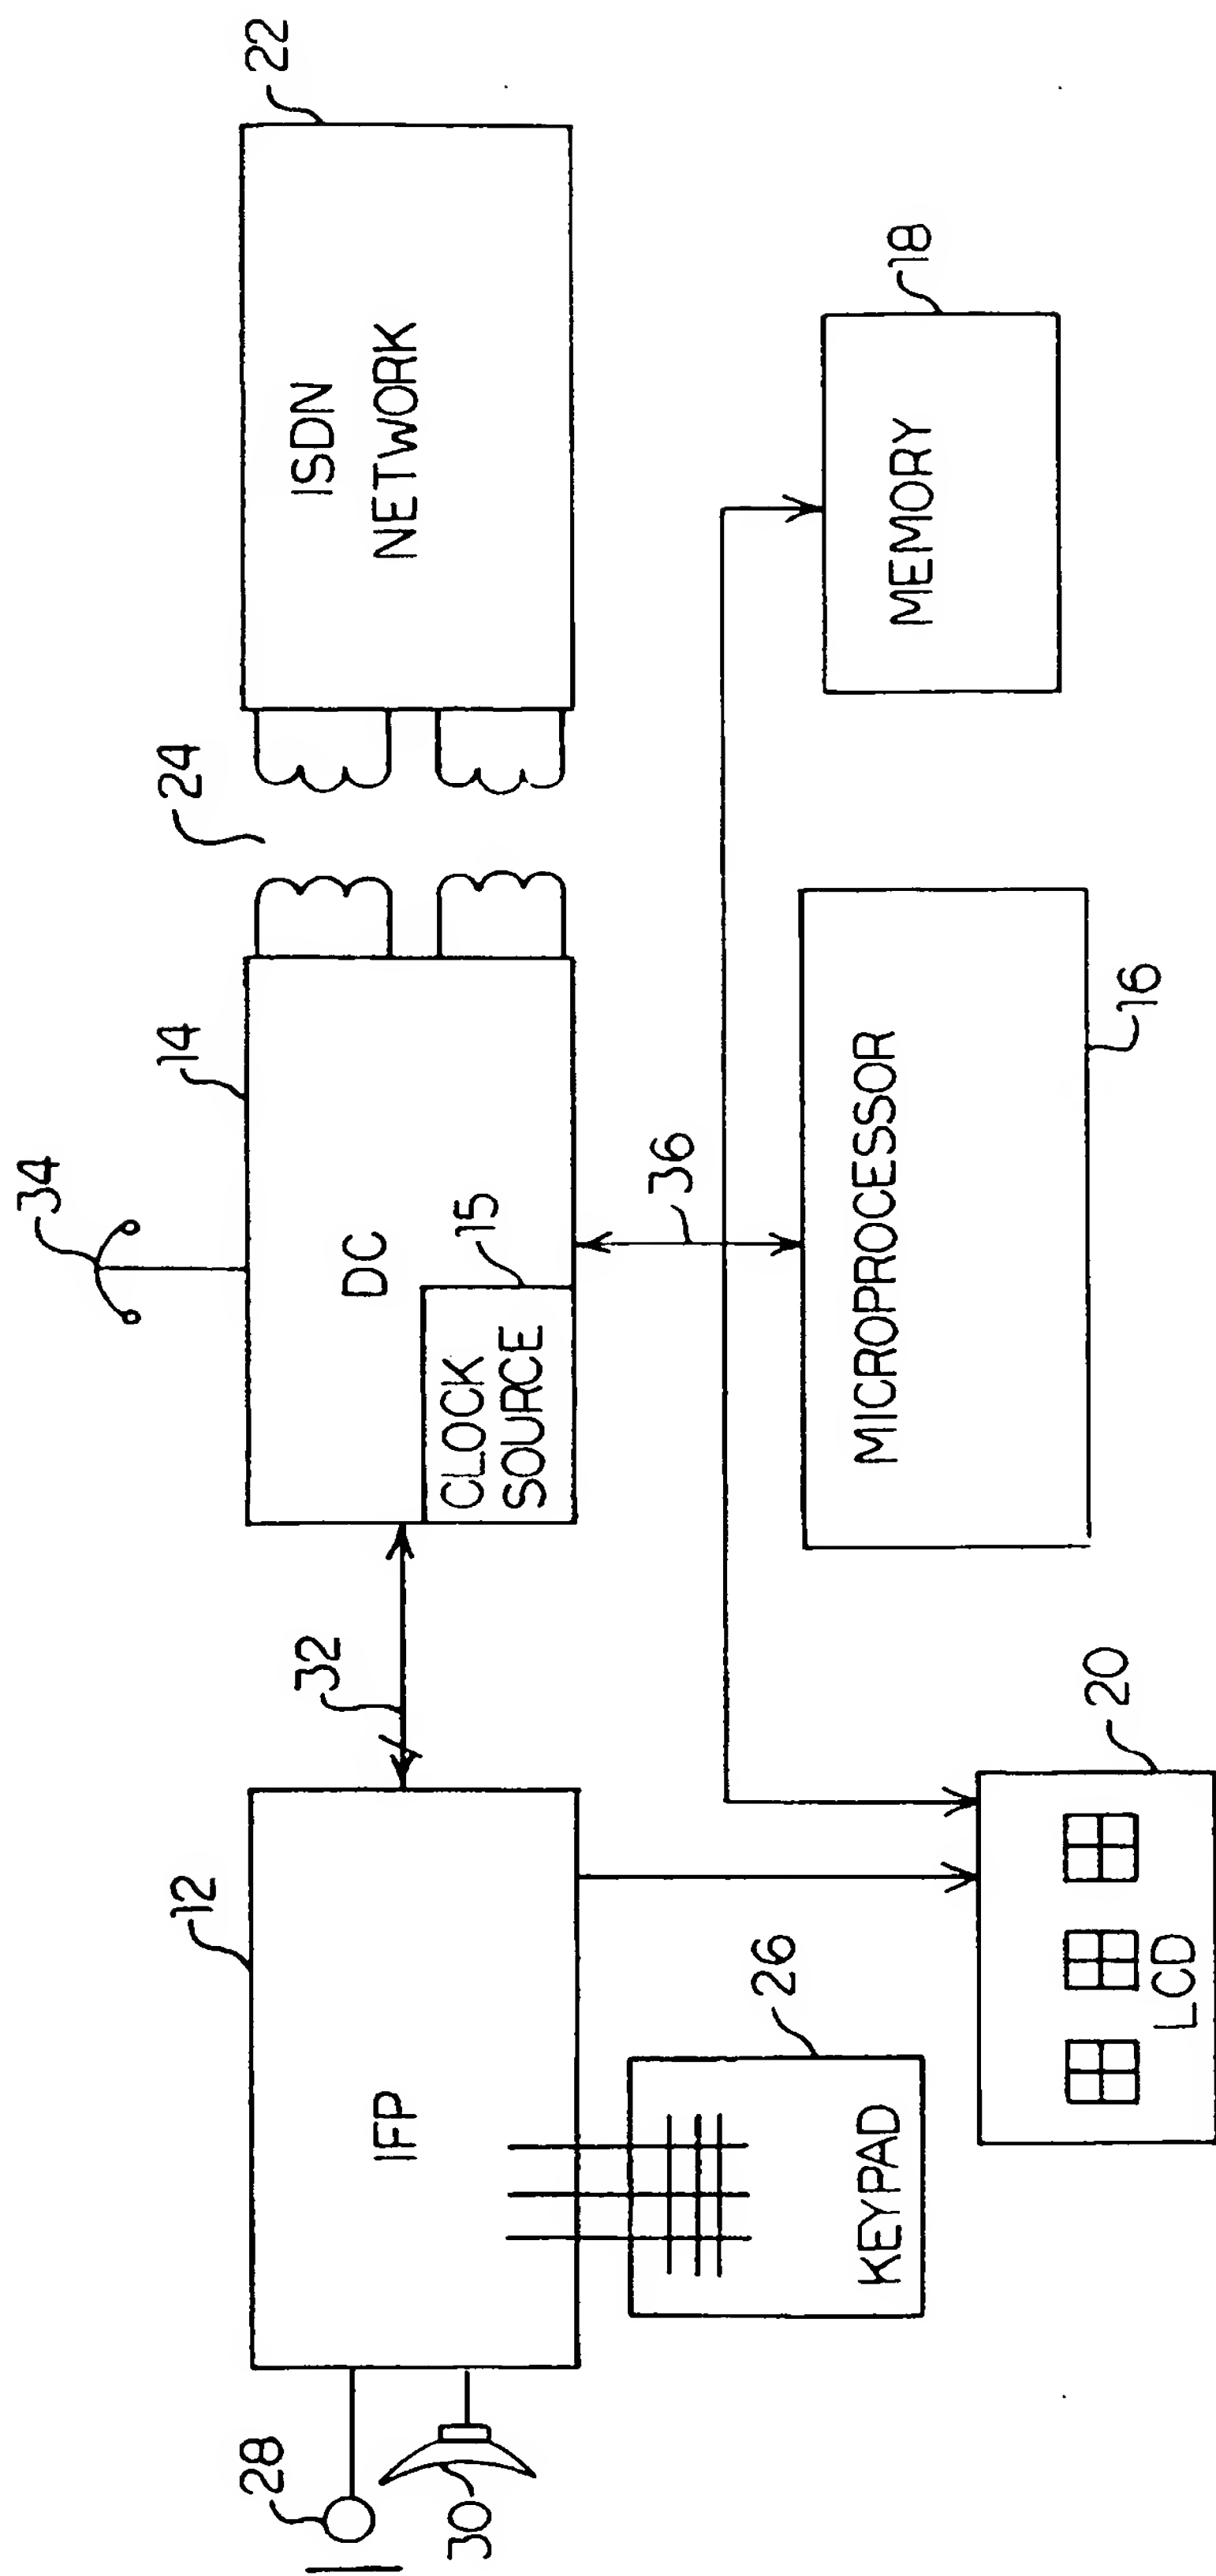 34
14
24
22
12
32
DC
ISDN
NETWORK
IFP
CLOCK
SOURCE
15
28
30
36
26
KEYPAD
20
LCD
MICROPROCESSOR
16
MEMORY
18